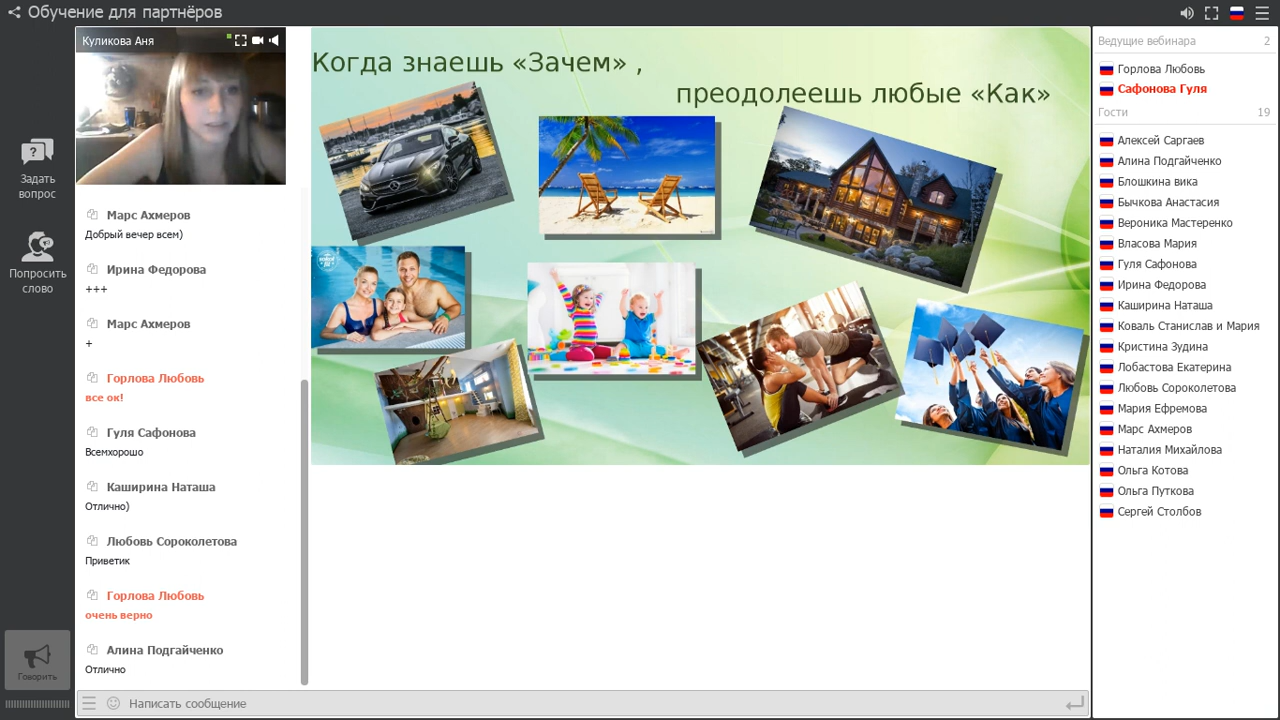 Обучение для партнёров
Задать
вопрос
Попросить
слово
Говорить
Куликова Аня
Марс Ахмеров
Добрый вечер всем)
Ирина Федорова
+++
Марс Ахмеров
+
Горлова Любовь
все ок!
Гуля Сафонова
Всемхорошо
Каширина Наташа
Отлично)
Любовь Сороколетова
Приветик
Горлова Любовь
очень верно
Алина Подгайченко
Отлично
Написать сообщение
Когда знаешь «Зачем» ,
преодолеешь любые «Как»
Ведущие вебинара 2
Горлова Любовь
Сафонова Гуля
Гости 19
Алексей Саргаев
Алина Подгайченко
Блошкина вика
Бычкова Анастасия
Вероника Мастеренко
Власова Мария
Гуля Сафонова
Ирина Федорова
Каширина Наташа
Коваль Станислав и Мария
Кристина Зудина
Лобастова Екатерина
Любовь Сороколетова
Мария Ефремова
Марс Ахмеров
Наталия Михайлова
Ольга Котова
Ольга Путкова
Сергей Столбов